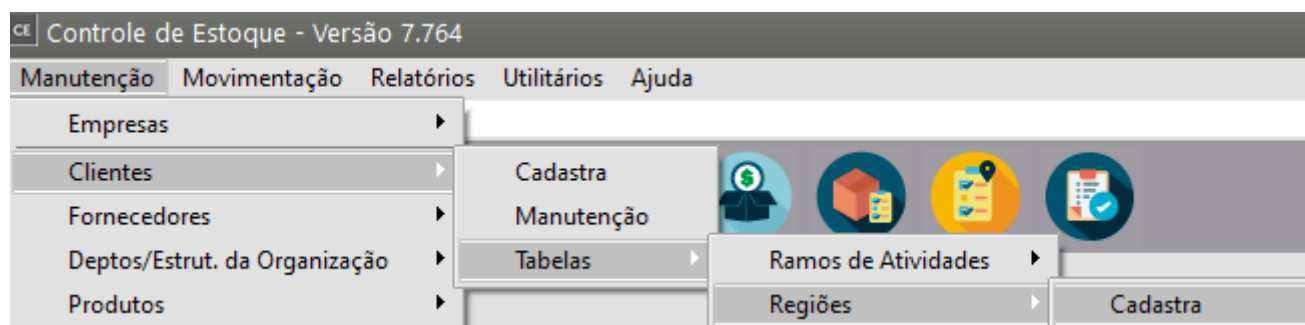 CE Controle de Estoque - Versão 7.764
Manutenção Movimentação Relatórios Utilitários Ajuda
Empresas
Clientes
Fornecedores
Deptos/Estrut. da Organização
Produtos
Cadastra
Manutenção
Tabelas
Ramos de Atividades
Regiões
Cadastra